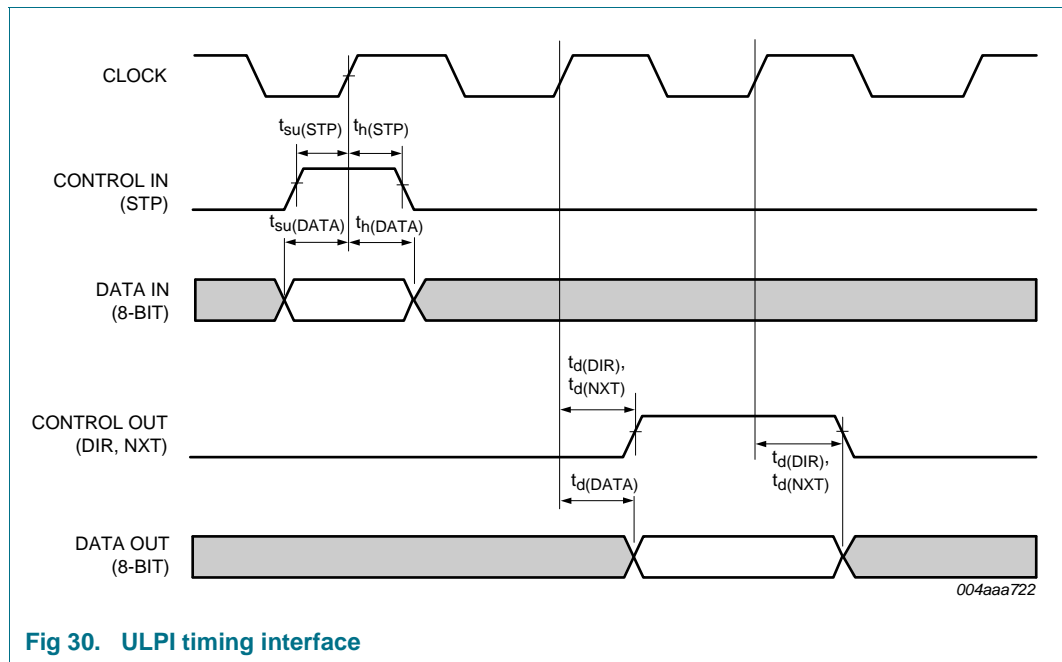 CLOCK
tsu(STP) th(STP)
CONTROL IN
(STP)
tsu(DATA) th(DATA)
DATA IN
(8-BIT)
td(DIR),
td(NXT)
CONTROL OUT
(DIR, NXT)
td(DIR),
td(NXT)
td(DATA)
DATA OUT
(8-BIT)
004aaa722
Fig 30. ULPI timing interface